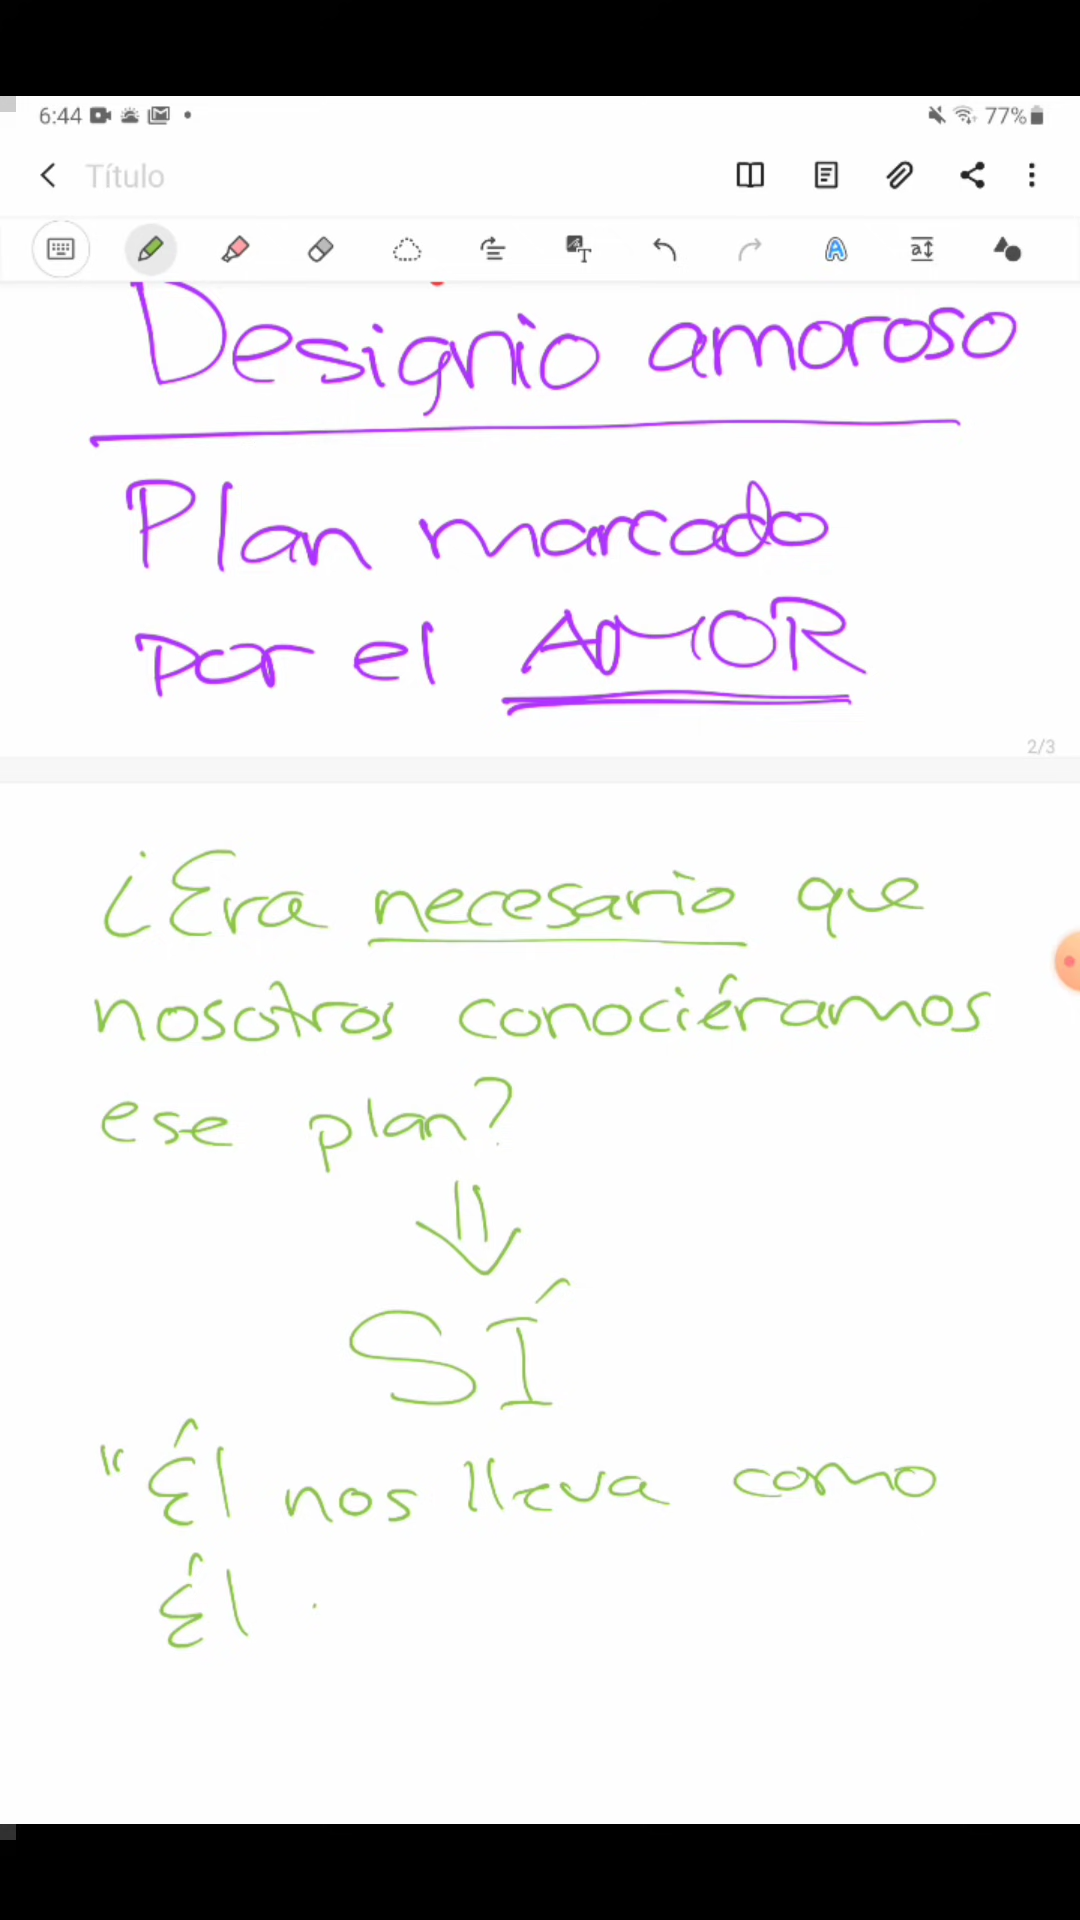 6:44
77%
Título
Designio amoroso
Plan marcado
por el AMOR
2/3
¿Era necesario que
nosotros conociéramos
ese plan?
SÍ
"Él nos lleva como
Él